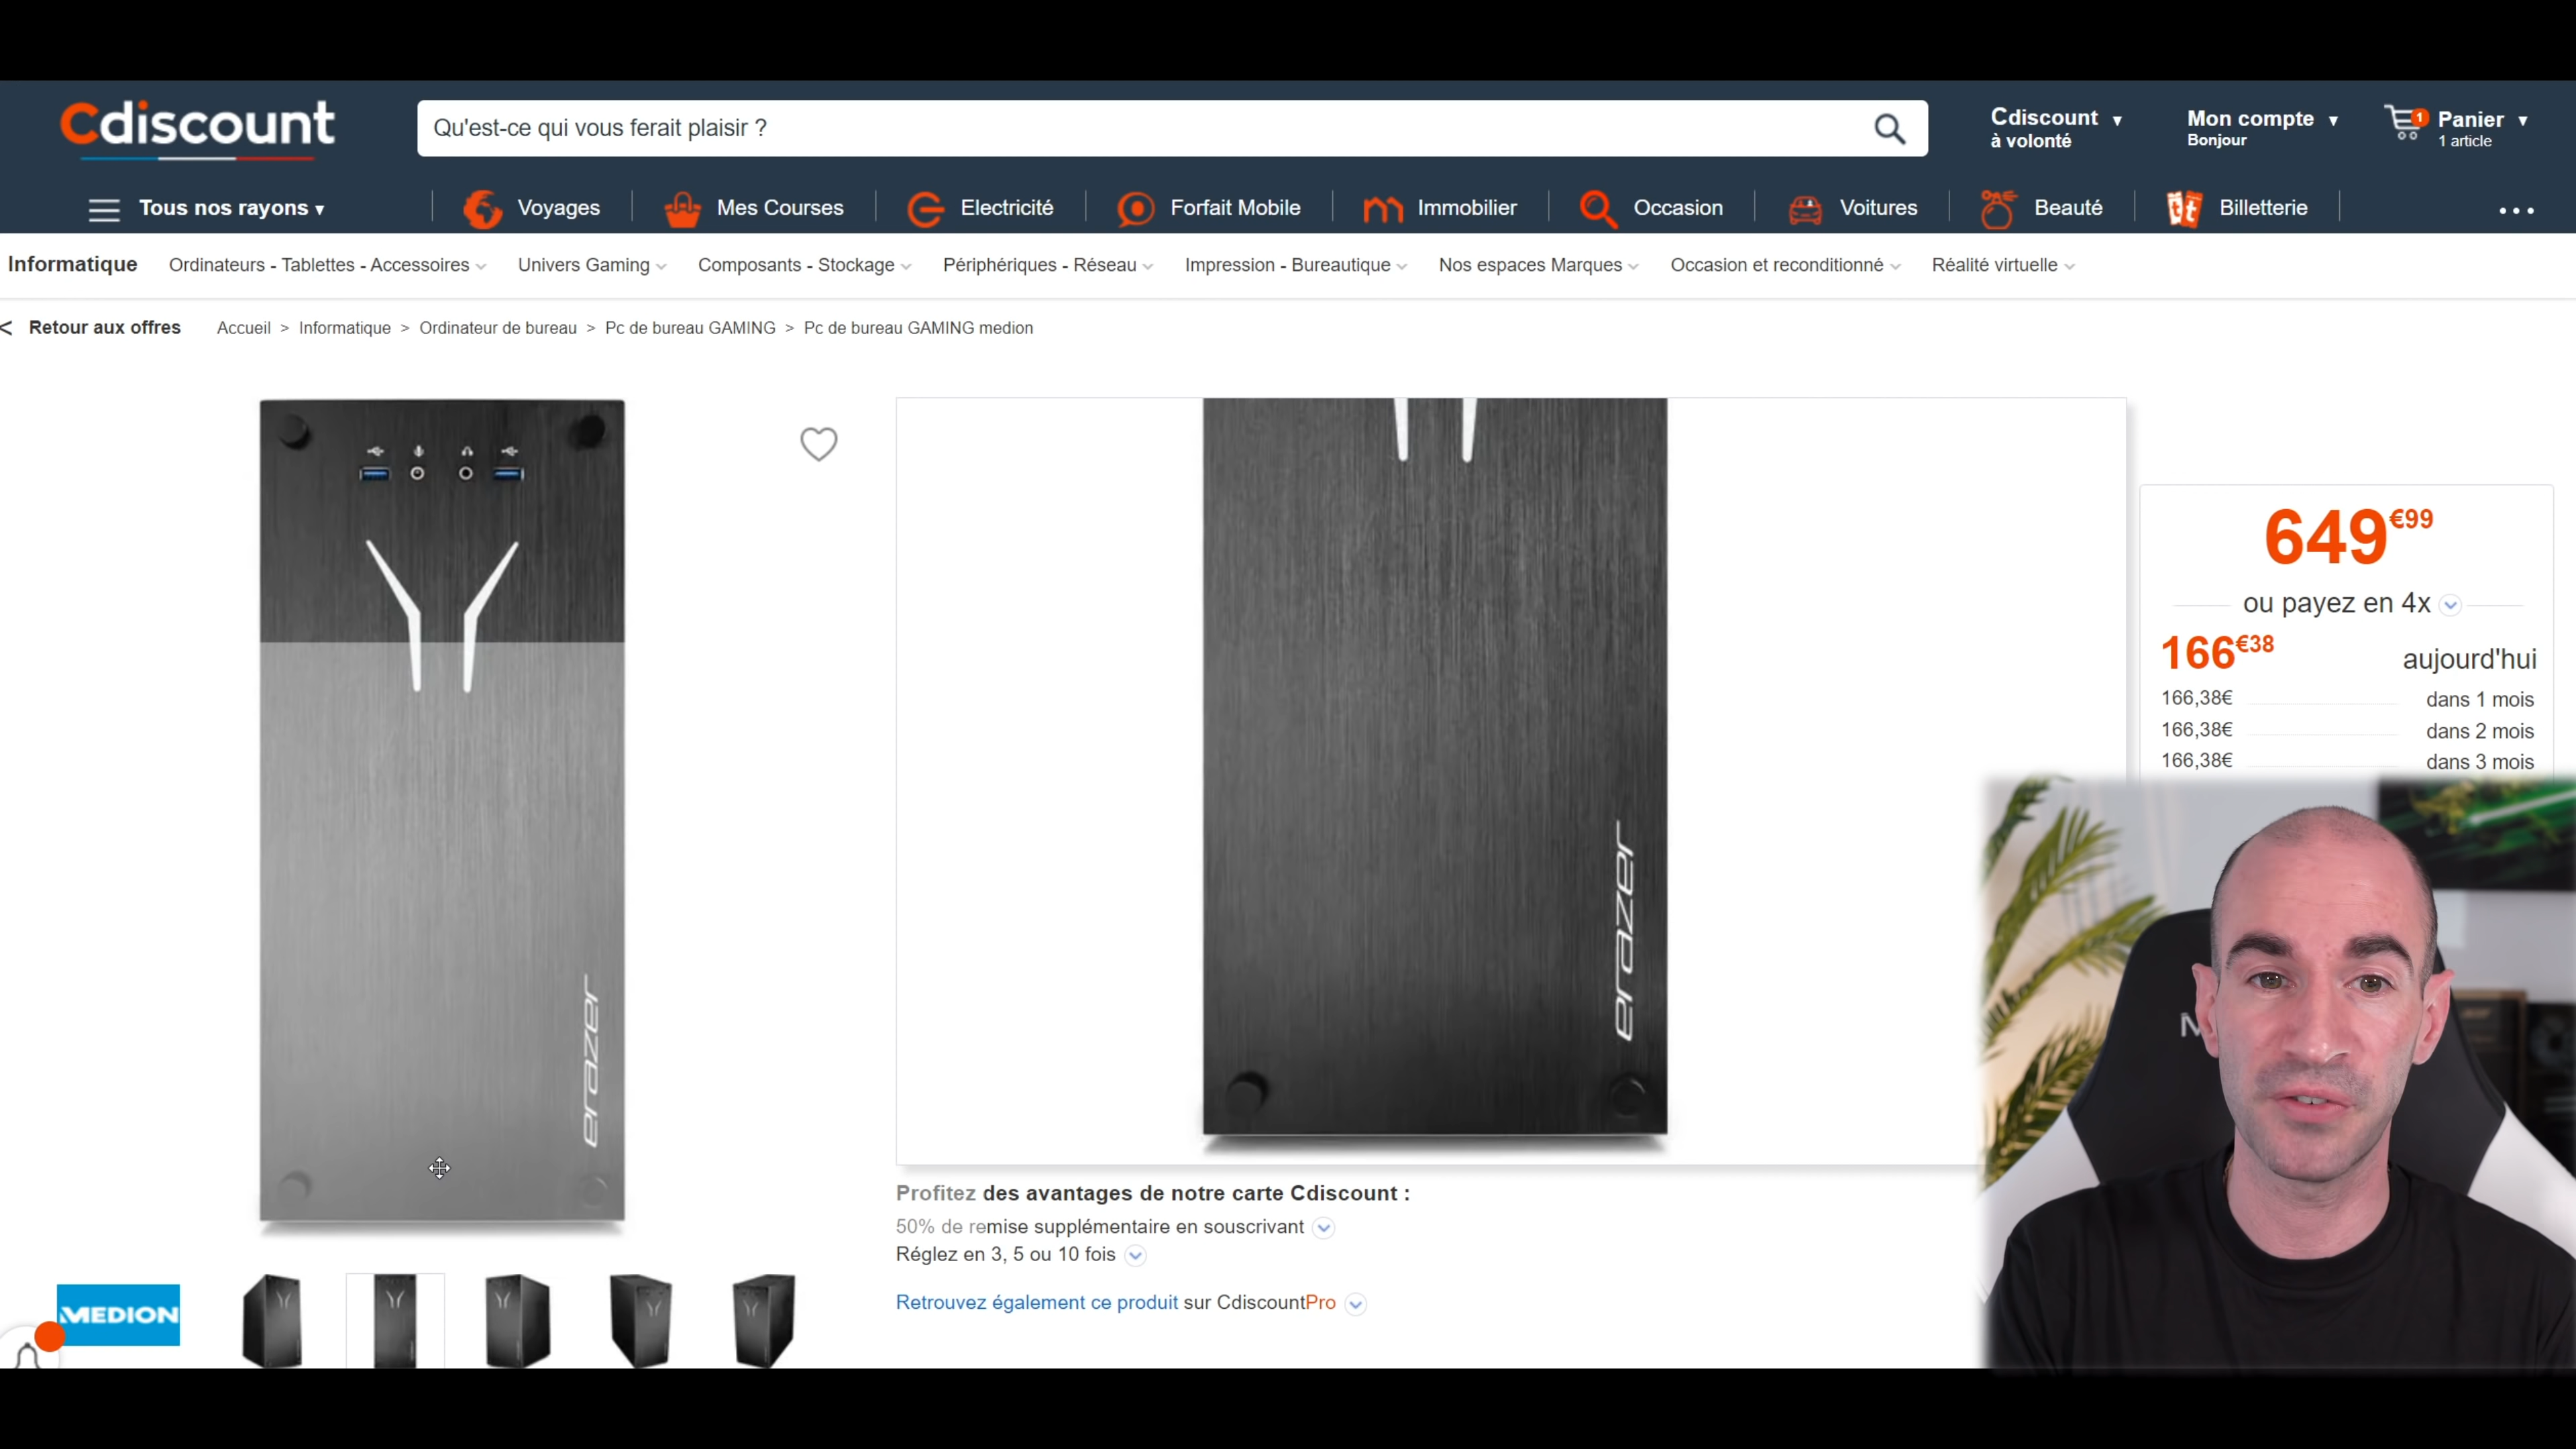 Cdiscount
Qu'est-ce qui vous ferait plaisir ?
Cdiscount
à volonté
Mon compte
Bonjour
1
Panier
1 article
Tous nos rayons
Voyages
Mes Courses
Electricité
Forfait Mobile
Immobilier
Occasion
Voitures
Beauté
Billetterie
Informatique
Ordinateurs - Tablettes - Accessoires
Univers Gaming
Composants - Stockage
Périphériques - Réseau
Impression - Bureautique
Nos espaces Marques
Occasion et reconditionné
Réalité virtuelle
< Retour aux offres
Accueil > Informatique > Ordinateur de bureau > Pc de bureau GAMING > Pc de bureau GAMING medion
erazer
erazer
649€99
ou payez en 4x
166€38 aujourd'hui
166,38€ dans 1 mois
166,38€ dans 2 mois
166,38€ dans 3 mois
Profitez des avantages de notre carte Cdiscount :
50% de remise supplémentaire en souscrivant
Réglez en 3, 5 ou 10 fois
Retrouvez également ce produit sur CdiscountPro
MEDION